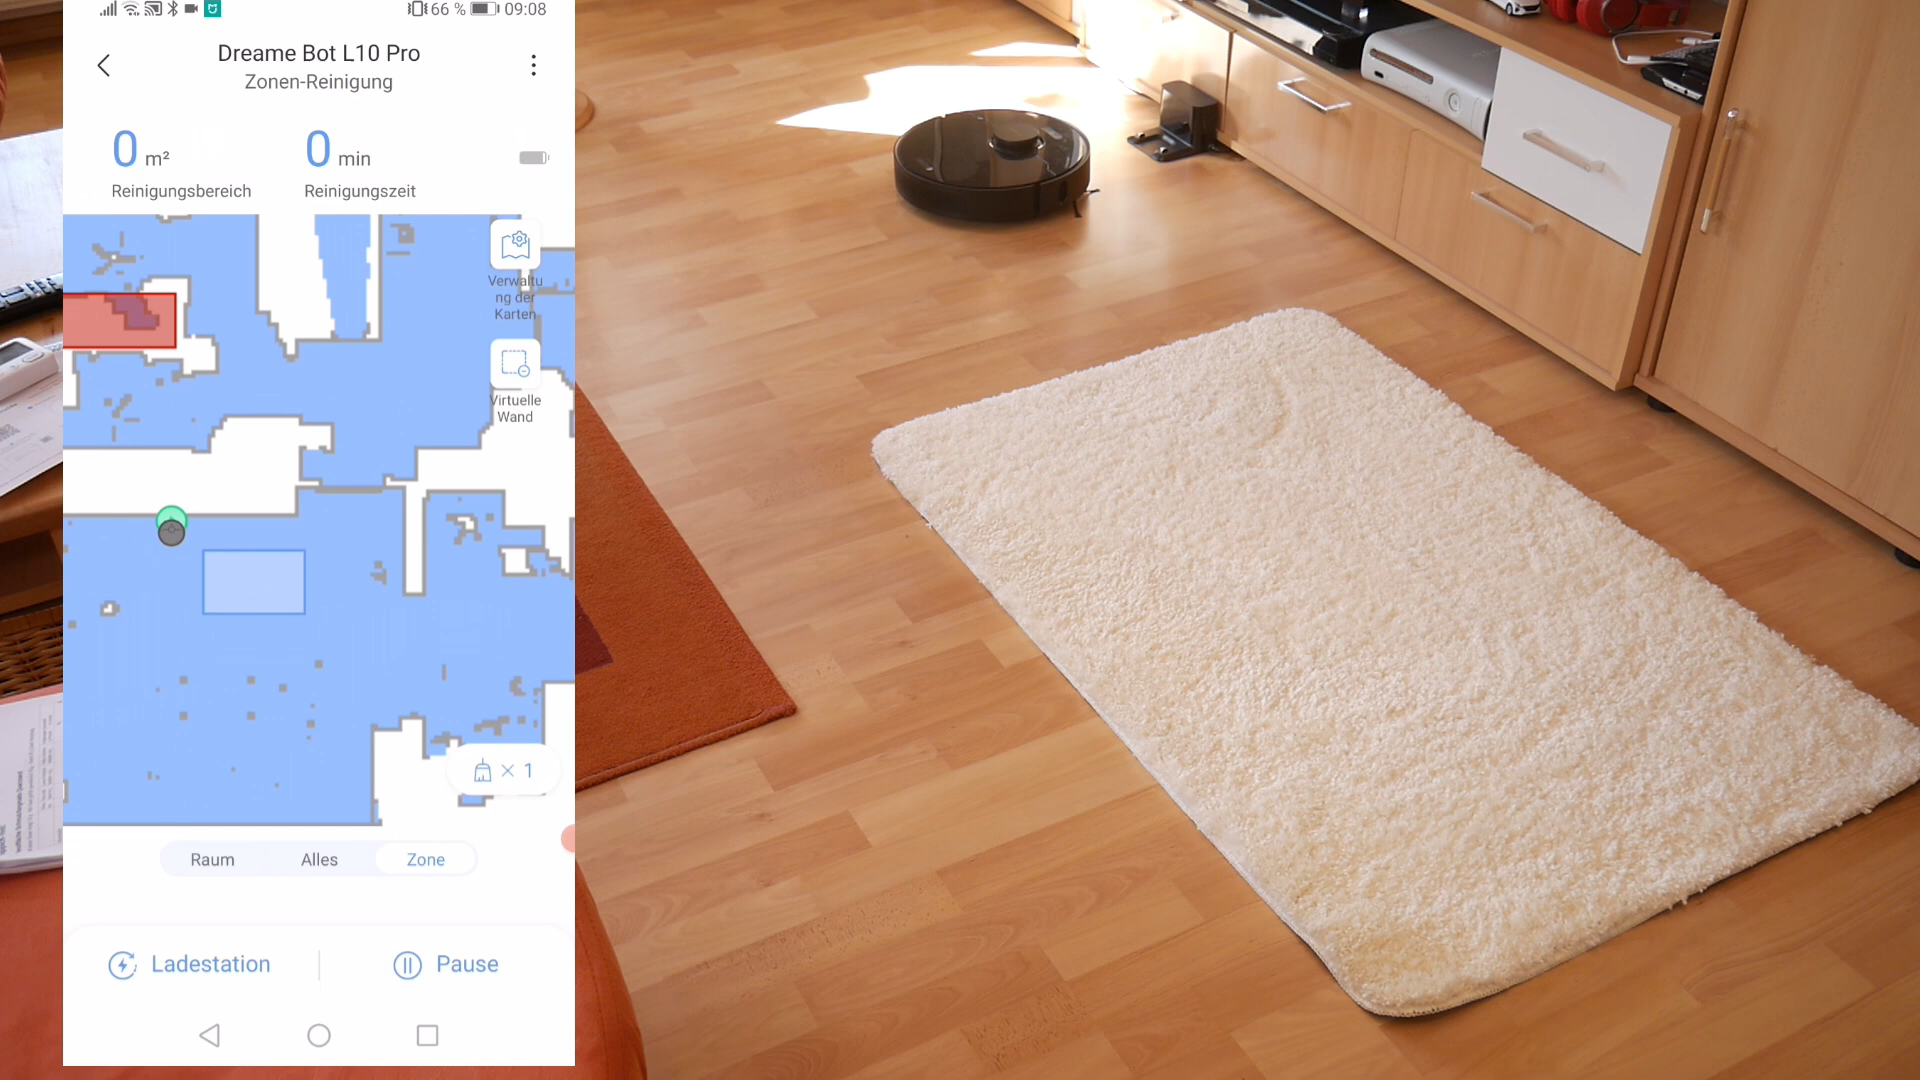 66 % 09:08
Dreame Bot L10 Pro
Zonen-Reinigung
0 m² 0 min
Reinigungsbereich Reinigungszeit
Verwaltu
ng der
Karten
Virtuelle
Wand
× 1
Raum Alles Zone
Ladestation Pause